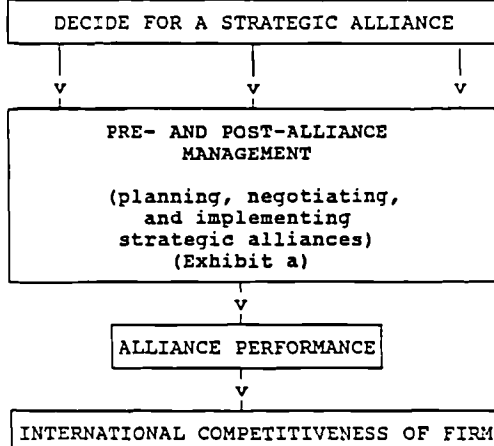 DECIDE FOR A STRATEGIC ALLIANCE
v v v
PRE- AND POST-ALLIANCE
MANAGEMENT
(planning, negotiating,
and implementing
strategic alliances)
(Exhibit a)
v
ALLIANCE PERFORMANCE
v
INTERNATIONAL COMPETITIVENESS OF FIRM